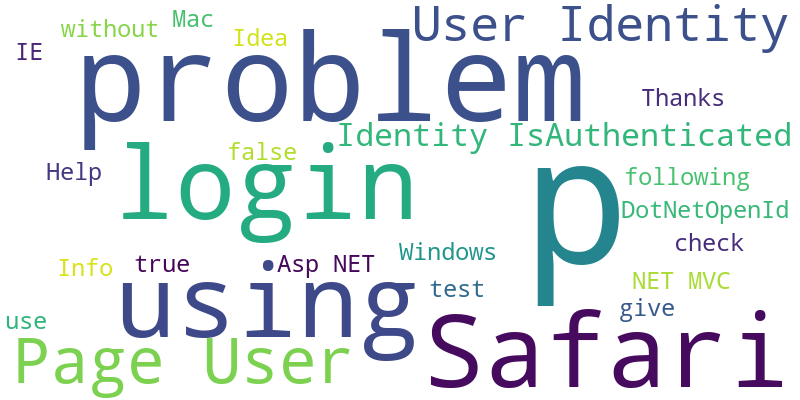 without Mac User Identity
IE Idea
problem
Thanks
Identity IsAuthenticated
false
login p
Help following
DotNetOpenId
check
Windows
Info true Asp NET
NET MVC
using test
give
use
Safari
Page User